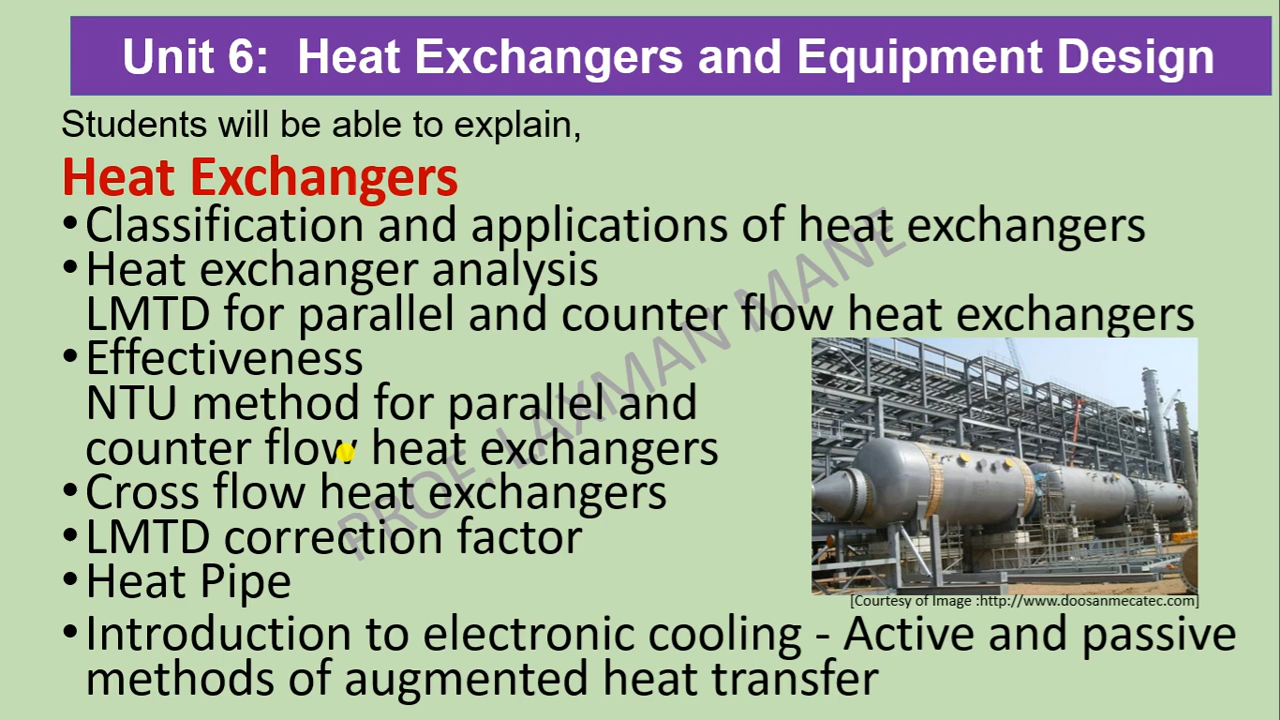 Unit 6: Heat Exchangers and Equipment Design
Students will be able to explain,
Heat Exchangers
•Classification and applications of heat exchangers
•Heat exchanger analysis
LMTD for parallel and counter flow heat exchangers
•Effectiveness
NTU method for parallel and
counter flow heat exchangers
•Cross flow heat exchangers
•LMTD correction factor
•Heat Pipe
[Courtesy of Image :http://www.doosanmecatec.com]
•Introduction to electronic cooling - Active and passive
methods of augmented heat transfer
PROF. LAXMAN MANE